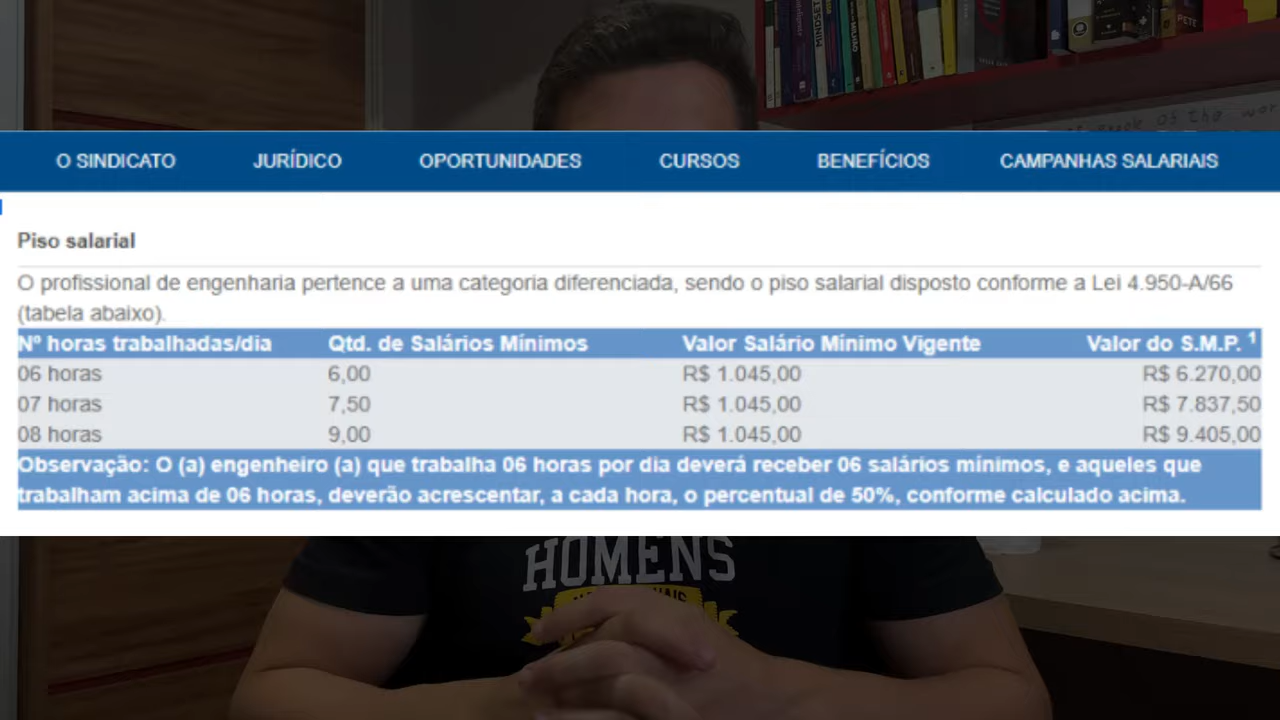 MINDSET
PETE
O SINDICATO JURÍDICO OPORTUNIDADES CURSOS BENEFÍCIOS CAMPANHAS SALARIAIS
Piso salarial
O profissional de engenharia pertence a uma categoria diferenciada, sendo o piso salarial disposto conforme a Lei 4.950-A/66
(tabela abaixo).
Nº horas trabalhadas/dia Qtd. de Salários Mínimos Valor Salário Mínimo Vigente Valor do S.M.P. ¹
06 horas 6,00 R$ 1.045,00 R$ 6.270,00
07 horas 7,50 R$ 1.045,00 R$ 7.837,50
08 horas 9,00 R$ 1.045,00 R$ 9.405,00
Observação: O (a) engenheiro (a) que trabalha 06 horas por dia deverá receber 06 salários mínimos, e aqueles que
trabalham acima de 06 horas, deverão acrescentar, a cada hora, o percentual de 50%, conforme calculado acima.
HOMENS